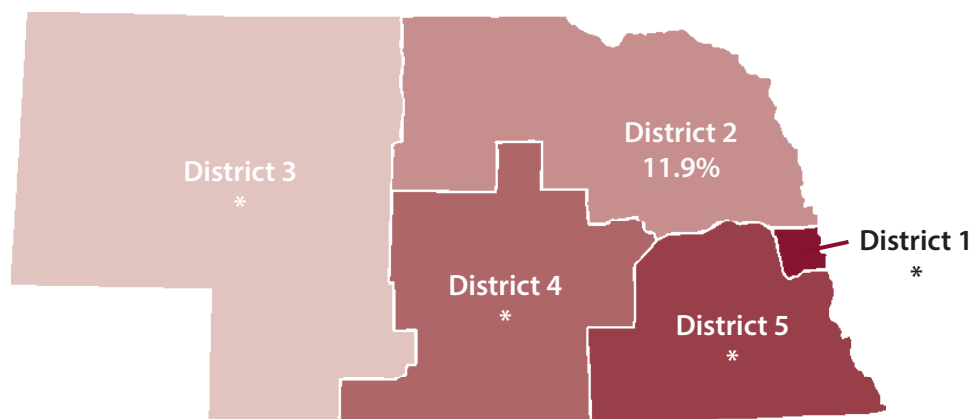 District 2
11.9%
District 3
*
District 1
*
District 4
*
District 5
*